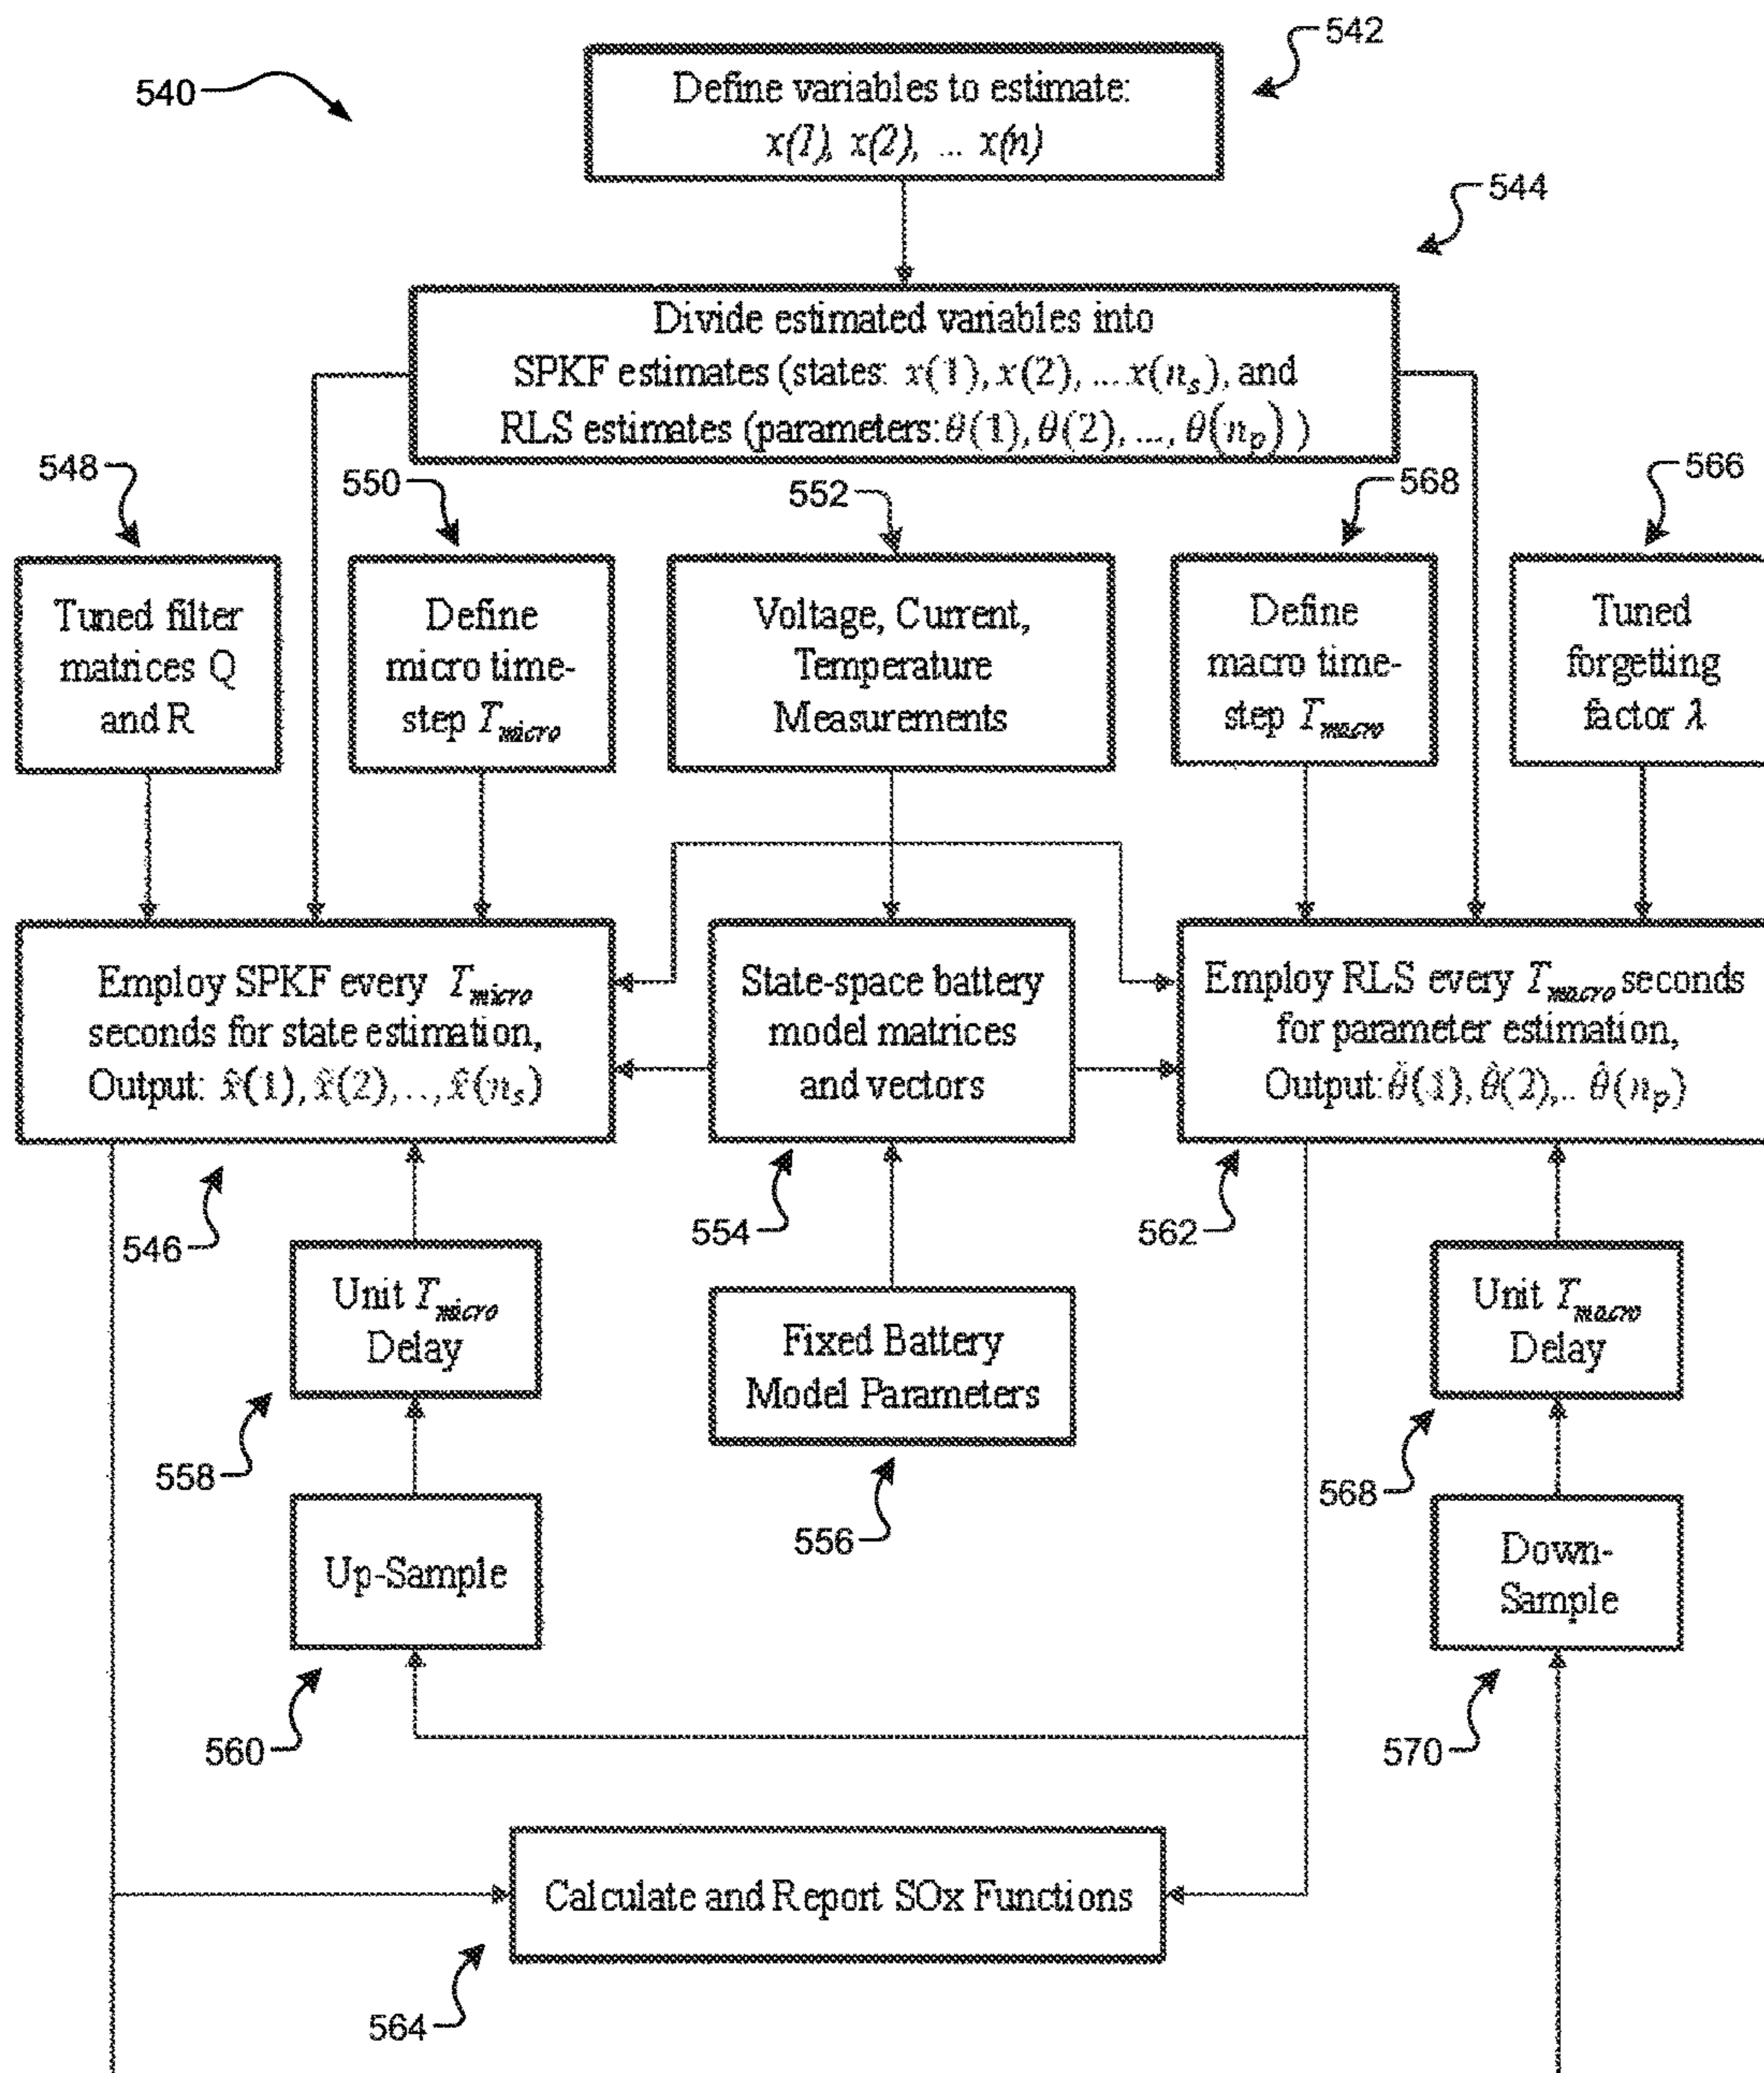 540
542
Define variables to estimate:
x(1), x(2), ... x(n)
544
Divide estimated variables into
SPKF estimates (states: x(1), x(2), ... x(n_s), and
RLS estimates (parameters: θ(1), θ(2), ..., θ(n_p) )
548
550
552
568
566
Tuned filter
matrices Q
and R
Define
micro time-
step T_micro
Voltage, Current,
Temperature
Measurements
Define
macro time-
step T_macro
Tuned
forgetting
factor λ
Employ SPKF every T_micro
seconds for state estimation,
Output: x̂(1), x̂(2), .., x̂(n_s)
State-space battery
model matrices
and vectors
Employ RLS every T_macro seconds
for parameter estimation,
Output: θ̂(1), θ̂(2), .. θ̂(n_p)
546
554
562
Unit T_micro
Delay
Fixed Battery
Model Parameters
Unit T_macro
Delay
558
556
568
Up-Sample
Down-
Sample
560
570
Calculate and Report SOx Functions
564